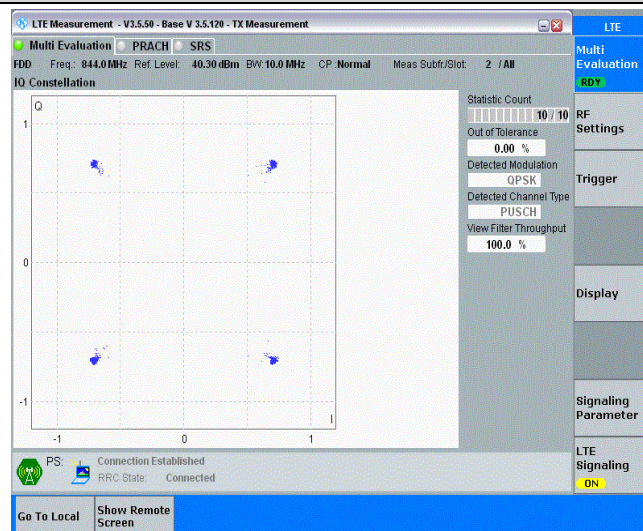 LTE Measurement - V3.5.50 - Base V 3.5.120 - TX Measurement
LTE
Multi Evaluation PRACH SRS
FDD Freq.: 844.0 MHz Ref. Level: 40.30 dBm BW: 10.0 MHz CP :Normal Meas Subfr./Slot: 2 / All
IQ Constellation
Q
1
0
-1
I
-1 0 1
Statistic Count
10 / 10
Out of Tolerance
0.00 %
Detected Modulation
QPSK
Detected Channel Type
PUSCH
View Filter Throughput
100.0 %
Multi
Evaluation
RDY
RF
Settings
Trigger
Display
Signaling
Parameter
LTE
Signaling
ON
PS: Connection Established
RRC State: Connected
Go To Local
Show Remote
Screen